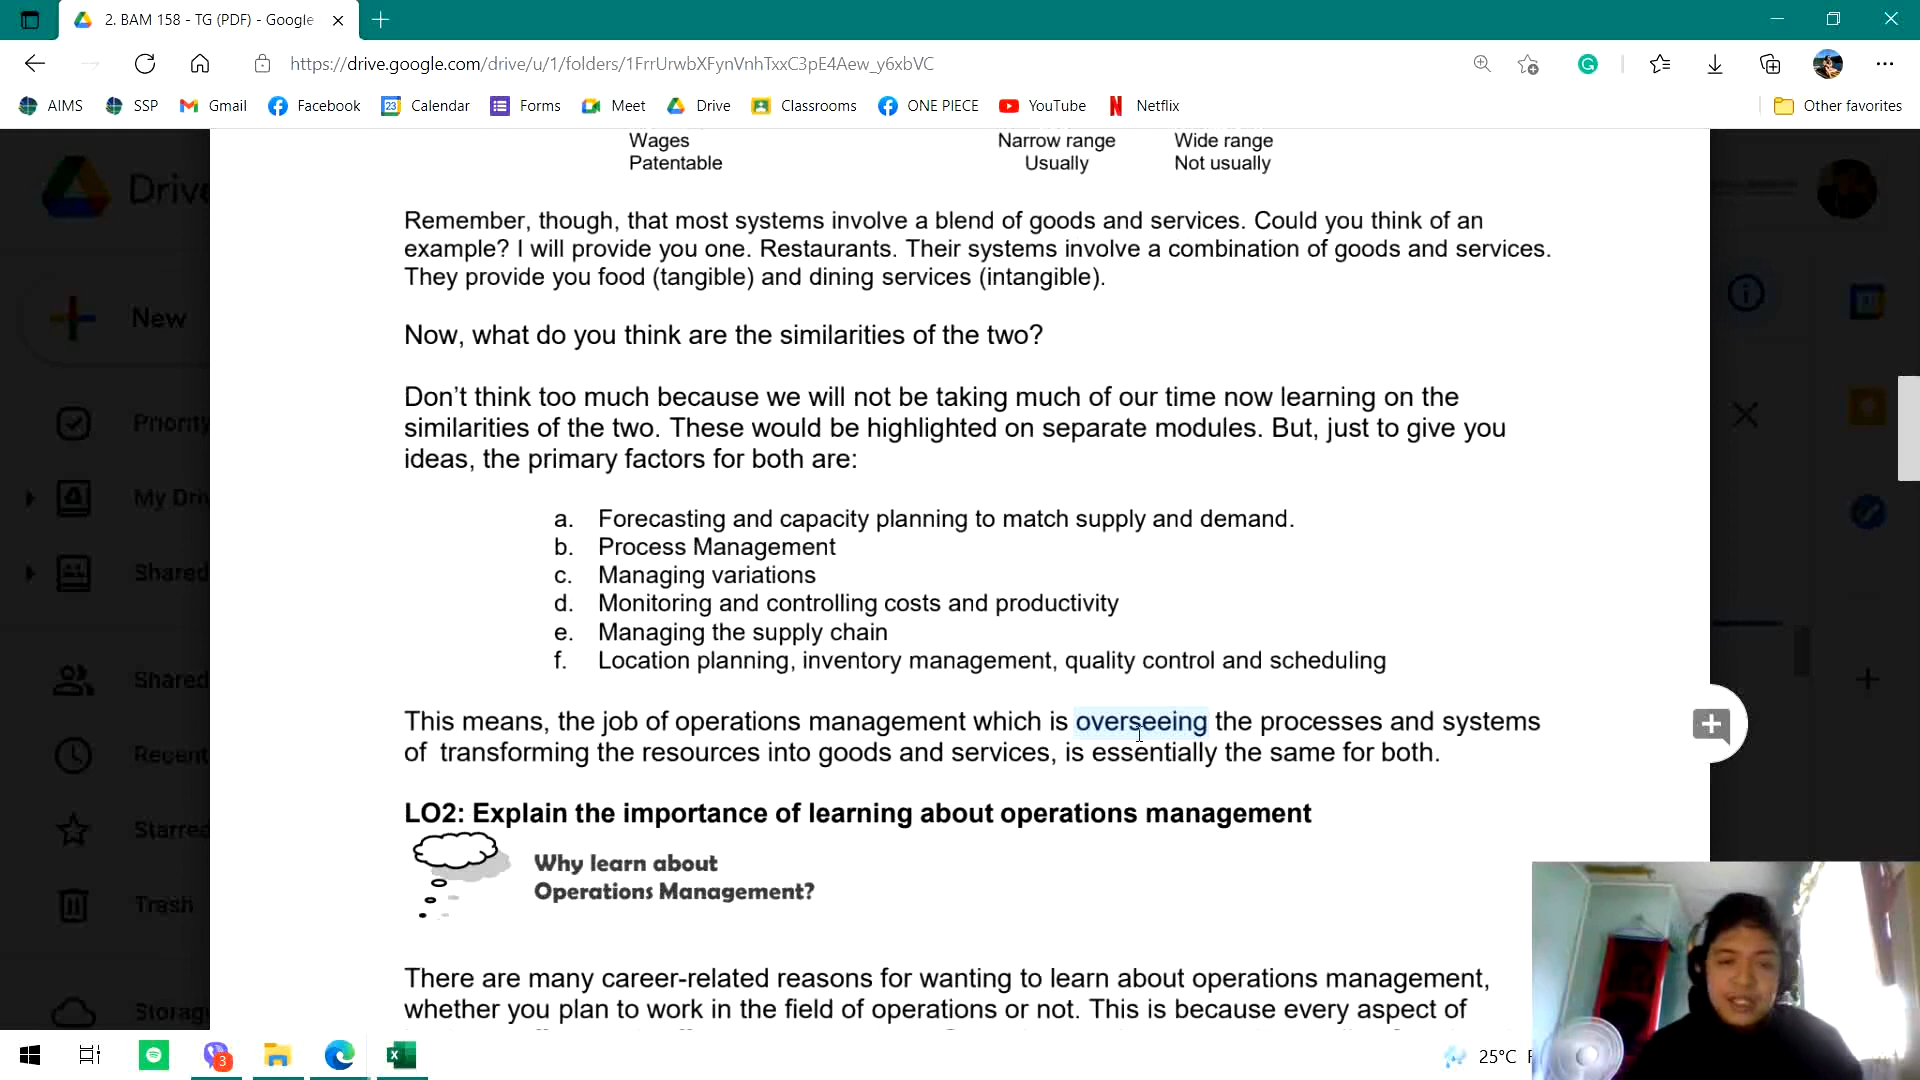 2. BAM 158 - TG (PDF) - Google
https://drive.google.com/drive/u/1/folders/1FrrUrwbXFynVnhTxxC3pE4Aew_y6xbVC
AIMS SSP Gmail Facebook 23 Calendar Forms Meet Drive Classrooms ONE PIECE YouTube Netflix Other favorites
Wages Narrow range Wide range
Patentable Usually Not usually
Drive
Remember, though, that most systems involve a blend of goods and services. Could you think of an
example? I will provide you one. Restaurants. Their systems involve a combination of goods and services.
They provide you food (tangible) and dining services (intangible).
New
Now, what do you think are the similarities of the two?
Don't think too much because we will not be taking much of our time now learning on the
Priority
similarities of the two. These would be highlighted on separate modules. But, just to give you
ideas, the primary factors for both are:
My Dri
a. Forecasting and capacity planning to match supply and demand.
b. Process Management
Shared
c. Managing variations
d. Monitoring and controlling costs and productivity
e. Managing the supply chain
f. Location planning, inventory management, quality control and scheduling
Shared
This means, the job of operations management which is overseeing the processes and systems
of transforming the resources into goods and services, is essentially the same for both.
Recent
LO2: Explain the importance of learning about operations management
Starred
Why learn about
Operations Management?
Trash
There are many career-related reasons for wanting to learn about operations management,
whether you plan to work in the field of operations or not. This is because every aspect of
Storag
3
25°C